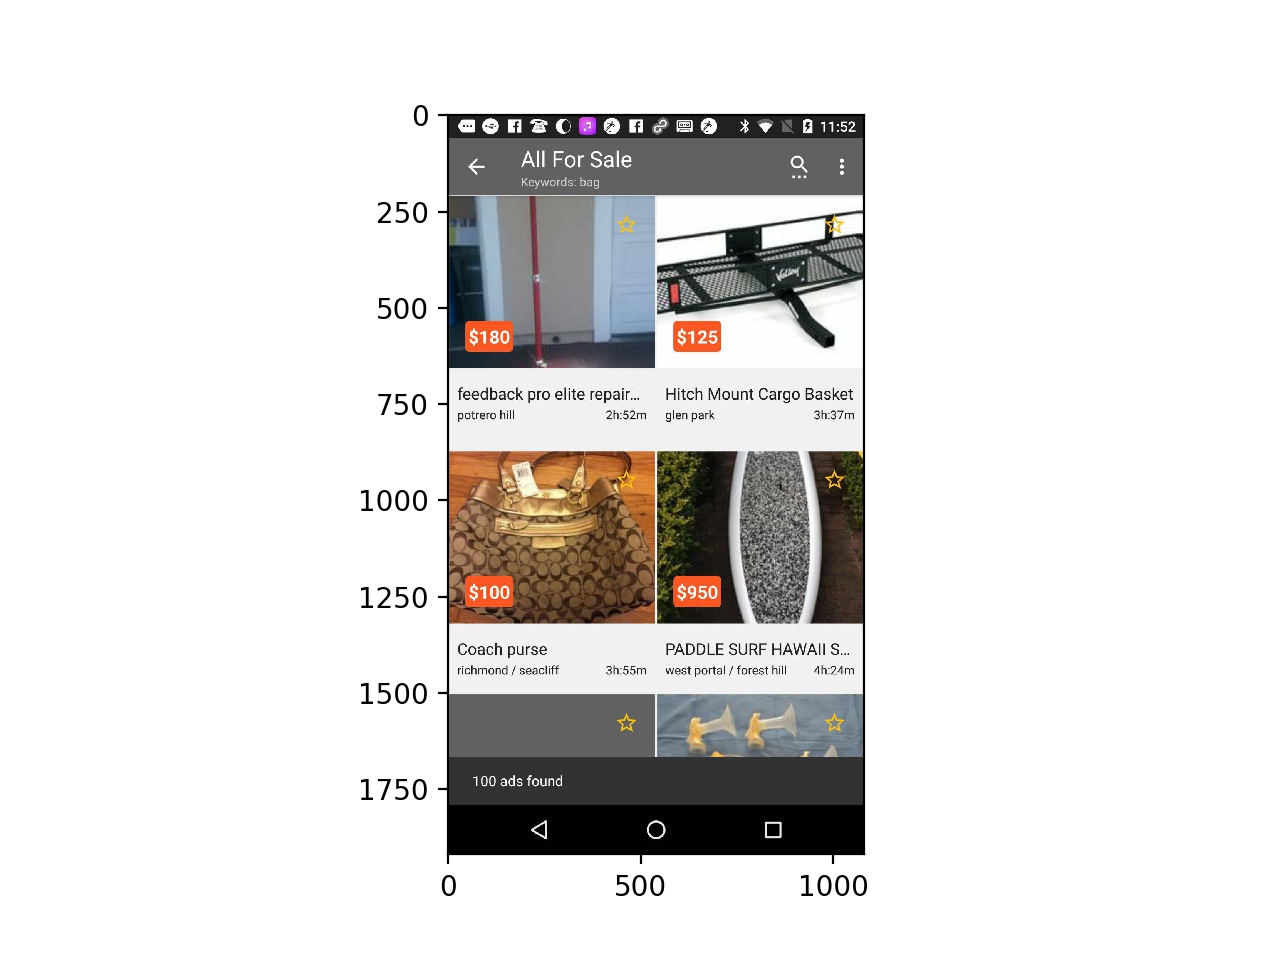 0
250
500
750
1000
1250
1500
1750
11:52
All For Sale
Keywords: bag
$180
Valley
$125
feedback pro elite repair...
potrero hill 2h:52m
Hitch Mount Cargo Basket
glen park 3h:37m
$100
$950
Coach purse
richmond / seacliff 3h:55m
PADDLE SURF HAWAII S...
west portal / forest hill 4h:24m
100 ads found
0 500 1000